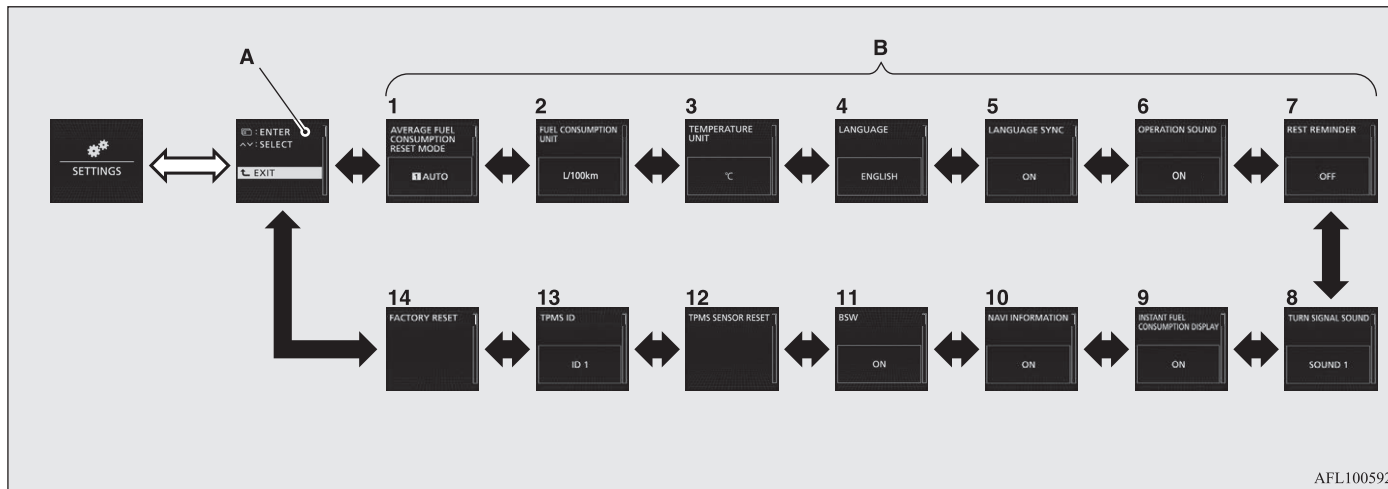 A
B
SETTINGS
: ENTER
: SELECT
EXIT
1
AVERAGE FUEL
CONSUMPTION
RESET MODE
1 AUTO
2
FUEL CONSUMPTION
UNIT
L/100km
3
TEMPERATURE
UNIT
℃
4
LANGUAGE
ENGLISH
5
LANGUAGE SYNC
ON
6
OPERATION SOUND
ON
7
REST REMINDER
OFF
14
FACTORY RESET
13
TPMS ID
ID 1
12
TPMS SENSOR RESET
11
BSW
ON
10
NAVI INFORMATION
ON
9
INSTANT FUEL
CONSUMPTION DISPLAY
ON
8
TURN SIGNAL SOUND
SOUND 1
AFL100592